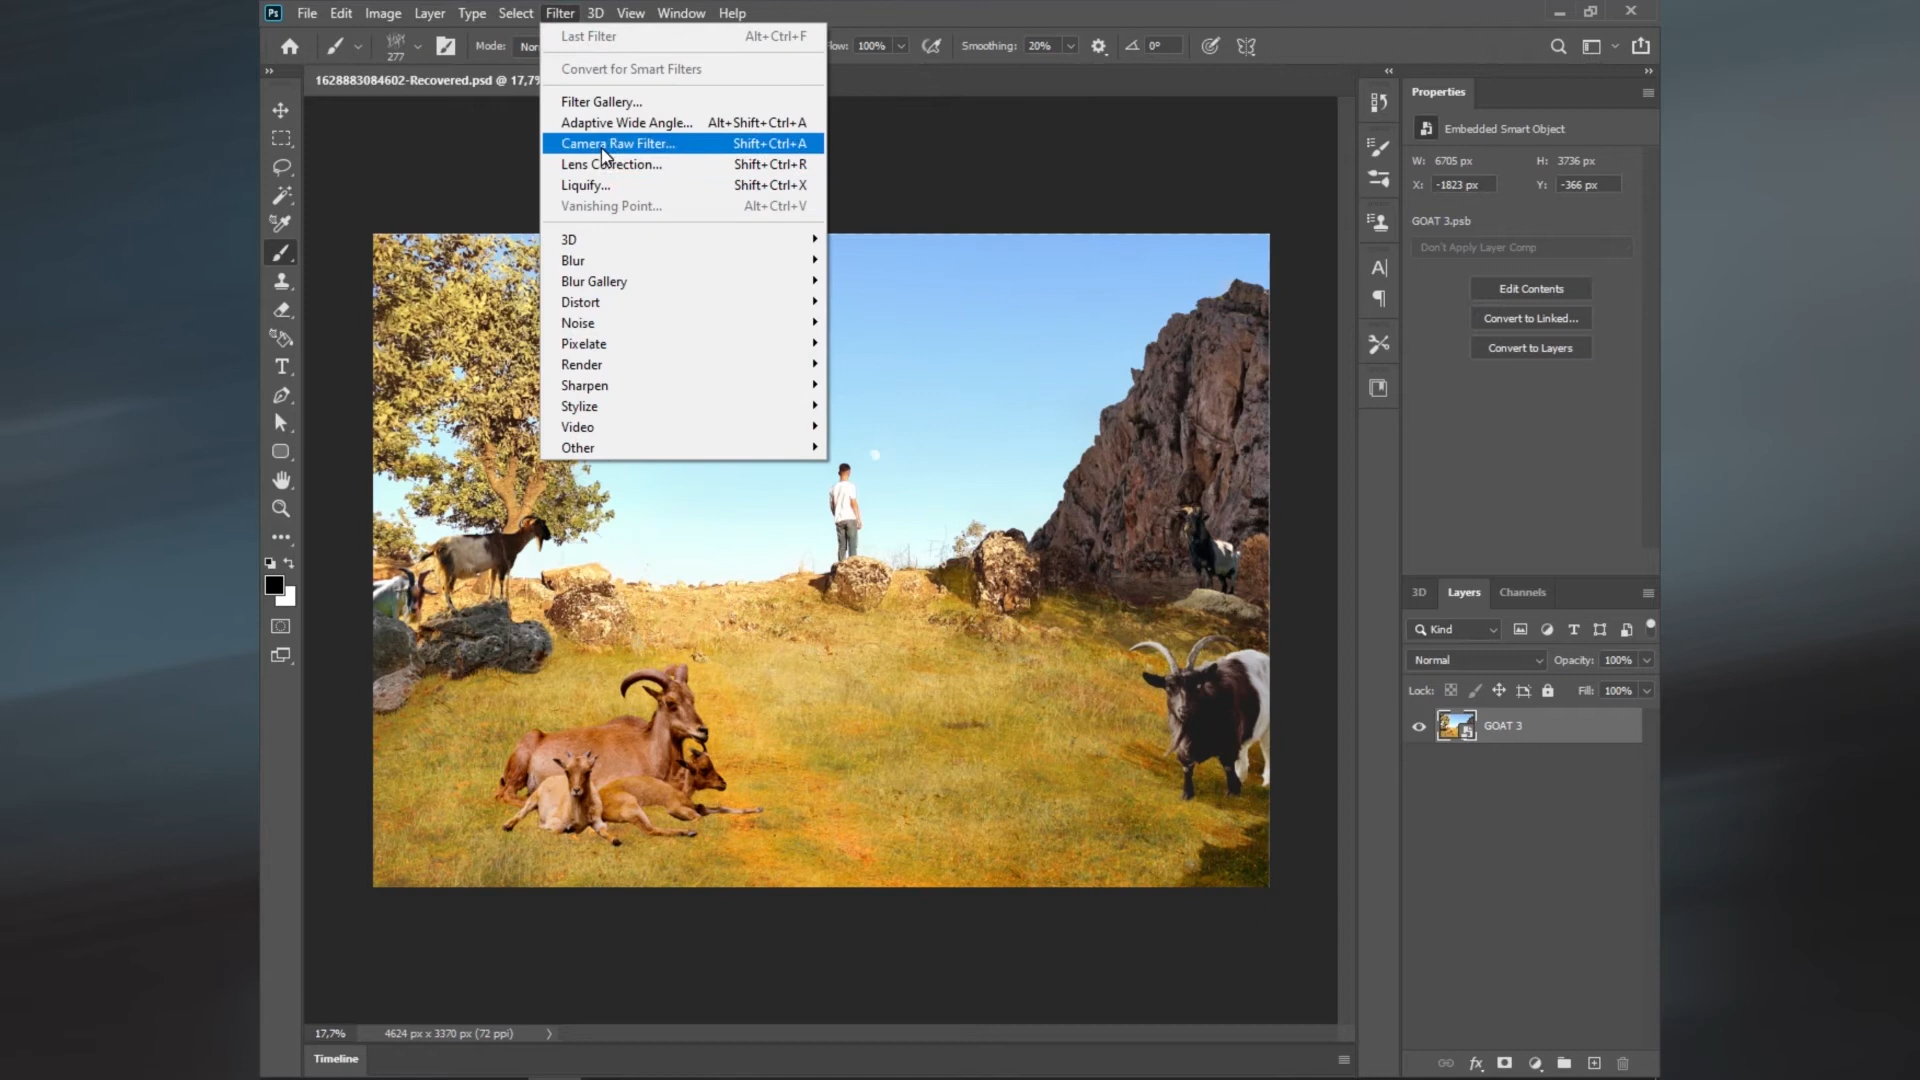 Ps File Edit Image Layer Type Select Filter 3D View Window Help
277 Mode: Flow: 100% Smoothing: 20% 0°
1628883084602-Recovered.psd @ 17,7%
Last Filter Alt+Ctrl+F
Convert for Smart Filters
Filter Gallery...
Adaptive Wide Angle... Alt+Shift+Ctrl+A
Camera Raw Filter... Shift+Ctrl+A
Lens Correction... Shift+Ctrl+R
Liquify... Shift+Ctrl+X
Vanishing Point... Alt+Ctrl+V
3D
Blur
Blur Gallery
Distort
Noise
Pixelate
Render
Sharpen
Stylize
Video
Other
Properties
Embedded Smart Object
W: 6705 px H: 3736 px
X: -1823 px Y: -366 px
GOAT 3.psb
Don't Apply Layer Comp
Edit Contents
Convert to Linked...
Convert to Layers
3D Layers Channels
Kind
Normal Opacity: 100%
Lock: Fill: 100%
GOAT 3
fx
17,7% 4624 px x 3370 px (72 ppi)
Timeline